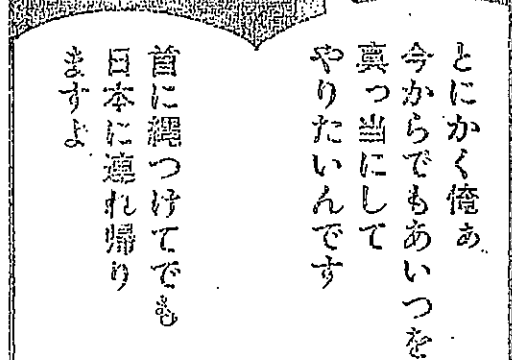 とにかく俺ぁ
今からでもあいつを
真っ当にして
やりたいんです
首に縄つけてでも
日本に連れ帰り
ますよ